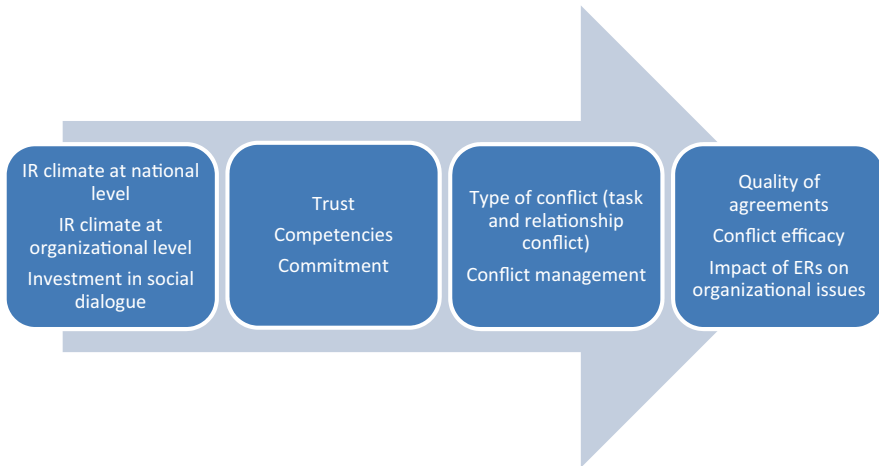 IR climate at national
level
IR climate at
organizational level
Investment in social
dialogue
Trust
Competencies
Commitment
Type of conflict (task
and relationship
conflict)
Conflict management
Quality of
agreements
Conflict efficacy
Impact of ERs on
organizational issues